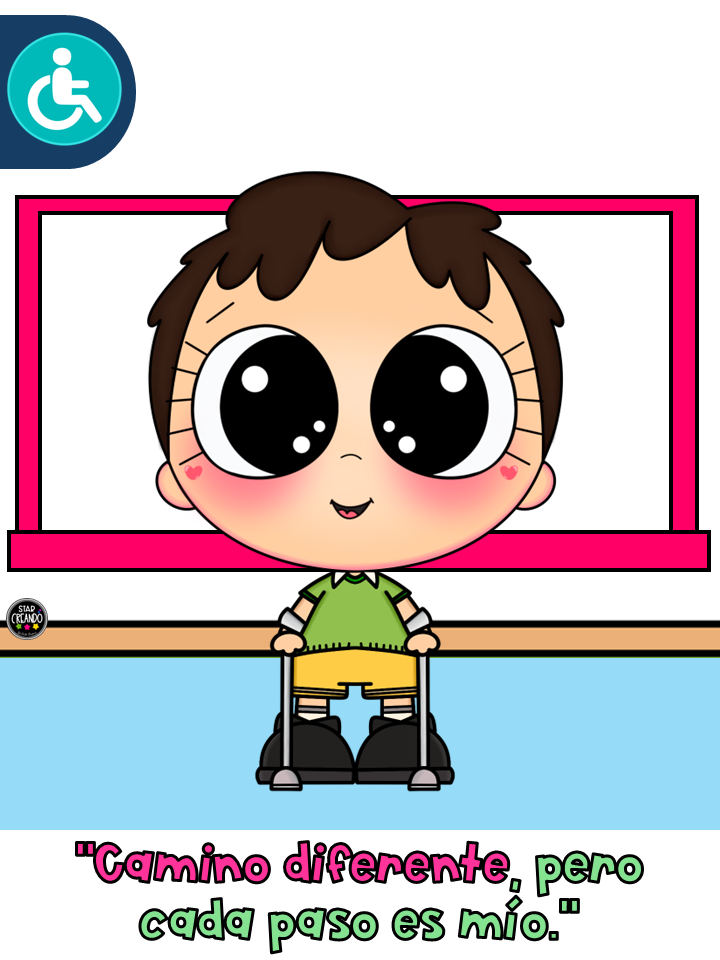 STAR
CREANDO
"Camino diferente, pero
cada paso es mío."